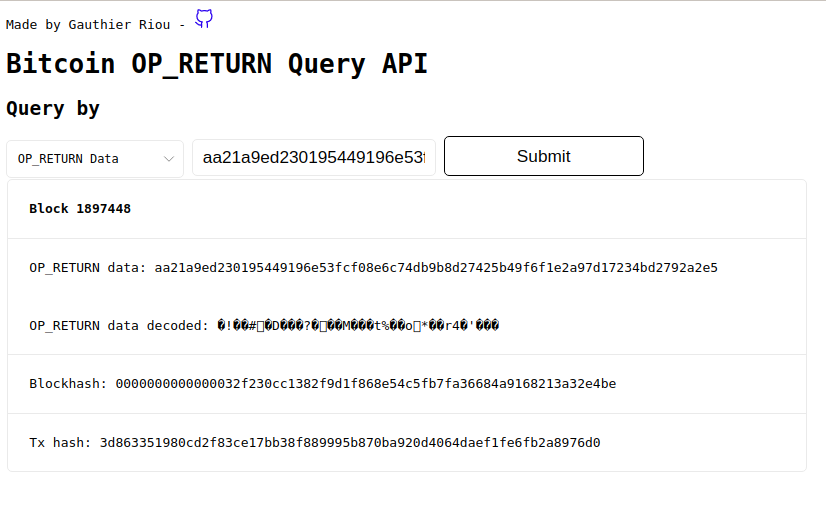 Made by Gauthier Riou -
Bitcoin OP_RETURN Query API
Query by
OP_RETURN Data
aa21a9ed230195449196e53f
Submit
Block 1897448
OP_RETURN data: aa21a9ed230195449196e53fcf08e6c74db9b8d27425b49f6f1e2a97d17234bd2792a2e5
OP_RETURN data decoded: �!��#�D���?���M���t%��o*��r4�'���
Blockhash: 0000000000000032f230cc1382f9d1f868e54c5fb7fa36684a9168213a32e4be
Tx hash: 3d863351980cd2f83ce17bb38f889995b870ba920d4064daef1fe6fb2a8976d0